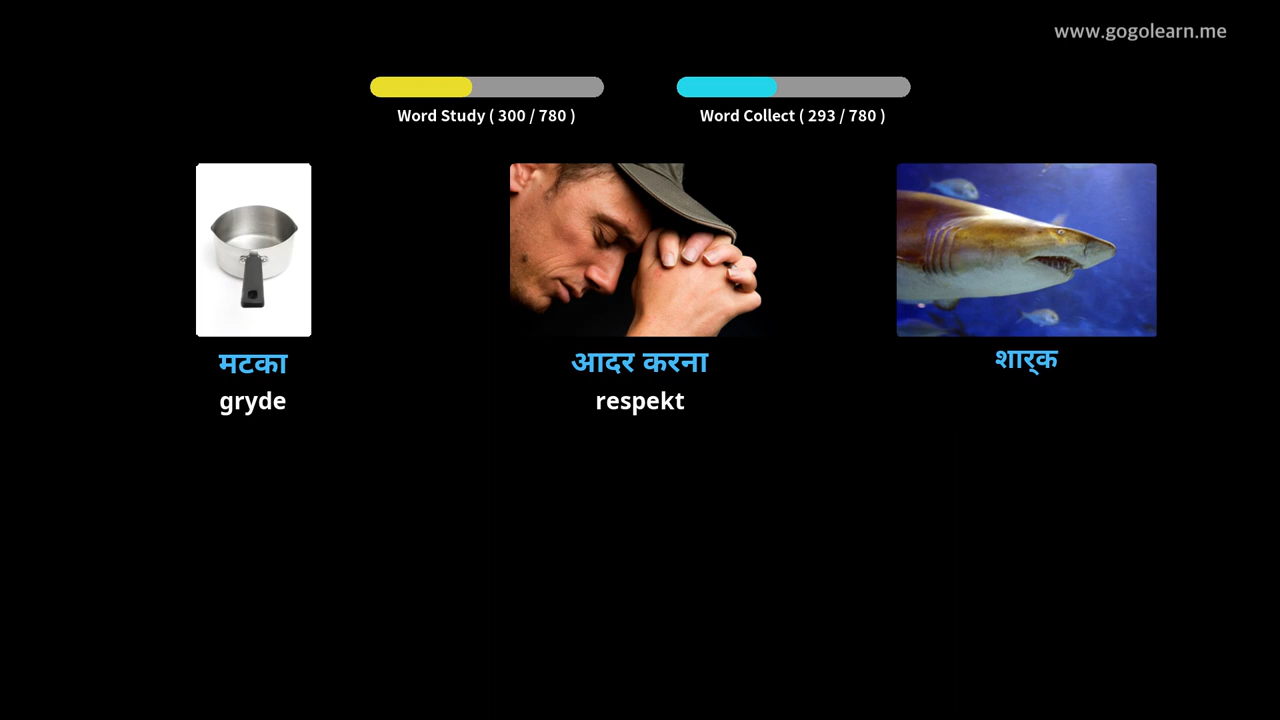 www.gogolearn.me
Word Study ( 300 / 780 )
Word Collect ( 293 / 780 )
मटका
gryde
आदर करना
respekt
शार्क